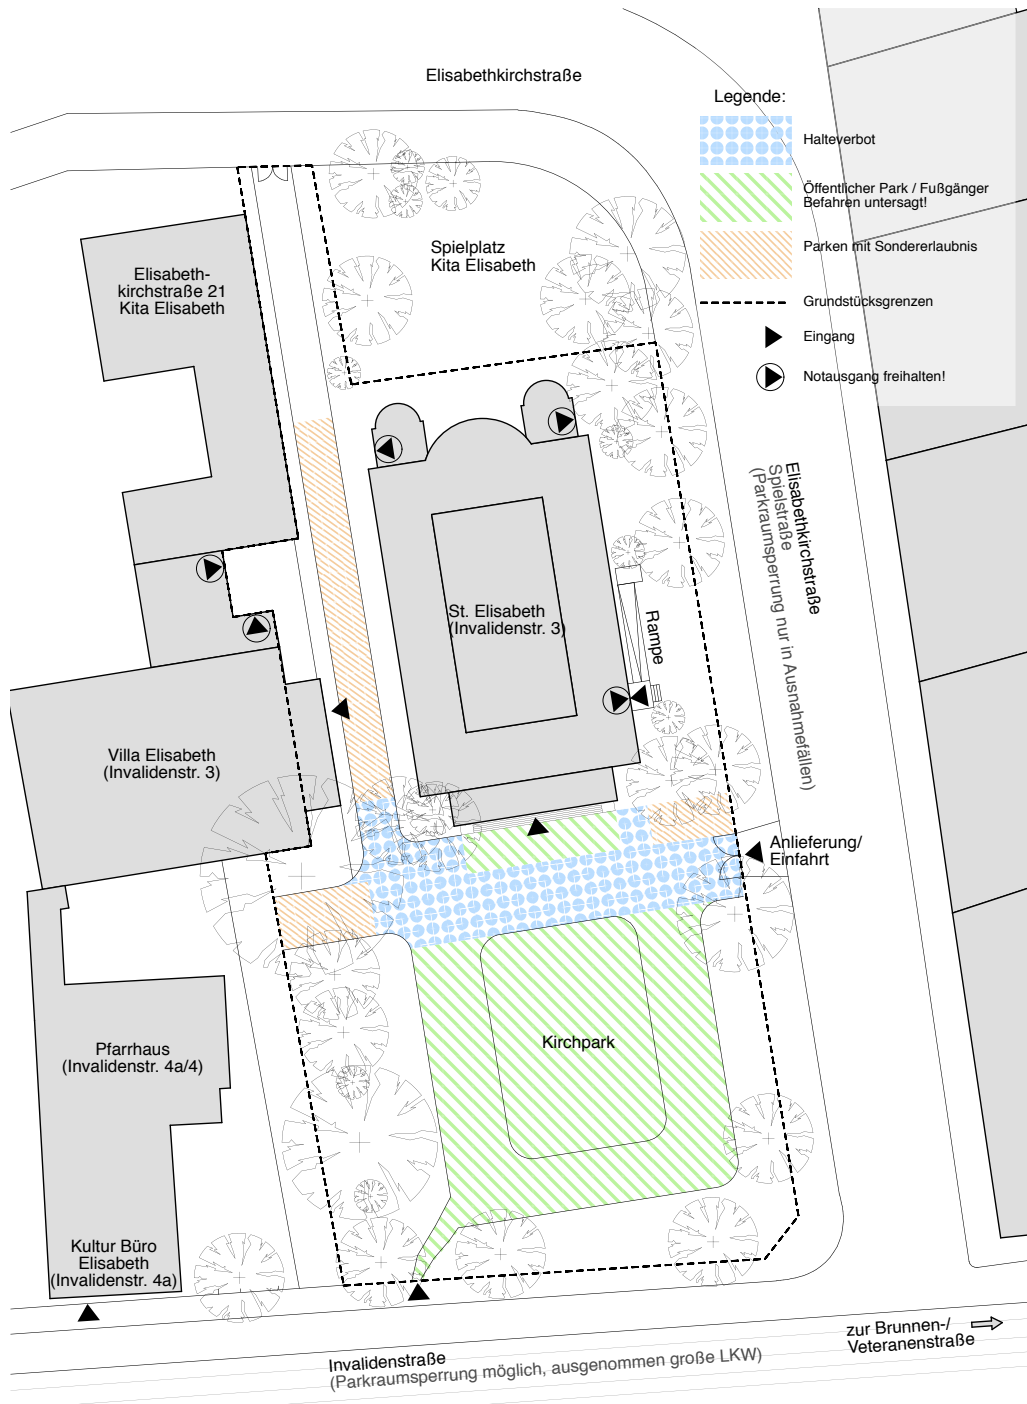 Elisabethkirchstraße
Legende:
Halteverbot
Öffentlicher Park / Fußgänger
Befahren untersagt!
Parken mit Sondererlaubnis
Grundstücksgrenzen
Eingang
Notausgang freihalten!
Spielplatz
Kita Elisabeth
Elisabeth-
kirchstraße 21
Kita Elisabeth
Elisabethkirchstraße
Spielstraße
(Parkraumsperrung nur in Ausnahmefällen)
St. Elisabeth
(Invalidenstr. 3)
Rampe
Villa Elisabeth
(Invalidenstr. 3)
Anlieferung/
Einfahrt
Kirchpark
Pfarrhaus
(Invalidenstr. 4a/4)
Kultur Büro
Elisabeth
(Invalidenstr. 4a)
zur Brunnen-/
Veteranenstraße
Invalidenstraße
(Parkraumsperrung möglich, ausgenommen große LKW)